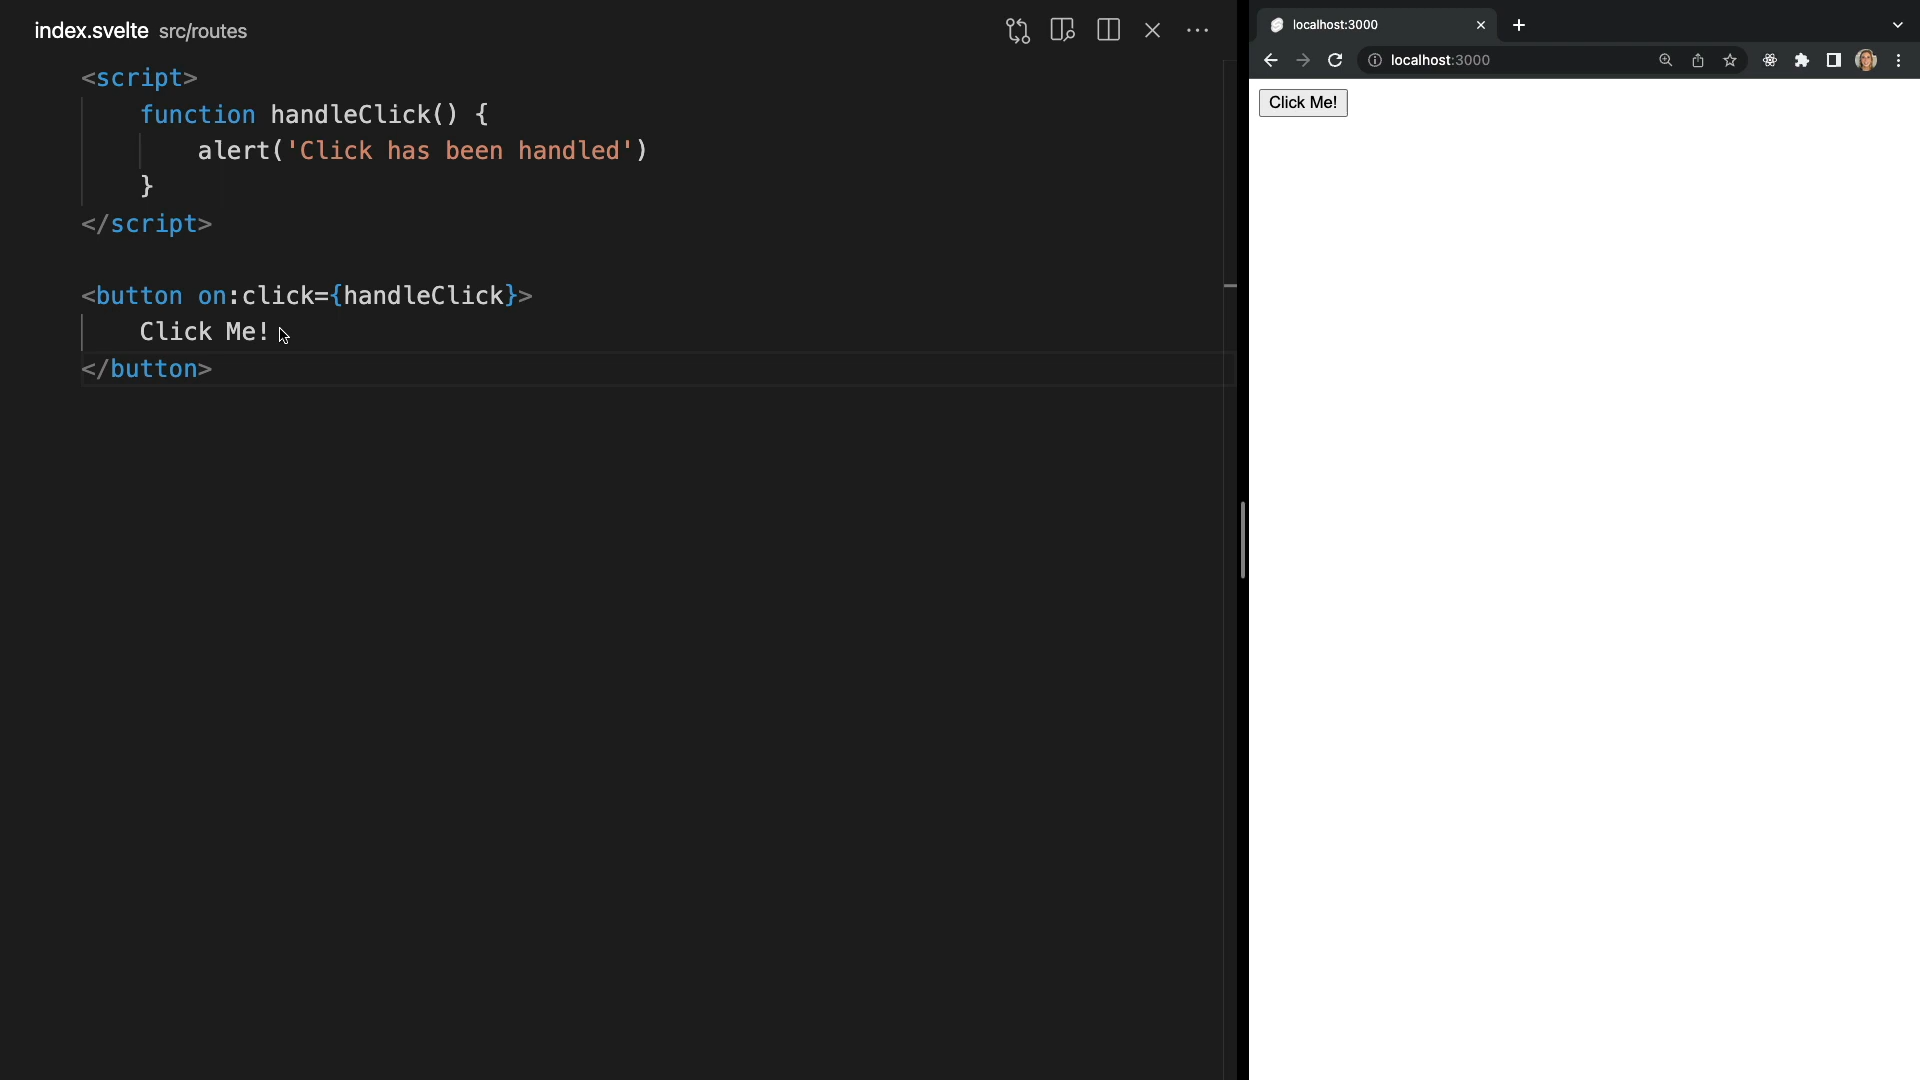 index.svelte src/routes
<script>
function handleClick() {
alert('Click has been handled')
}
</script>
<button on:click={handleClick}>
Click Me!
</button>
localhost:3000
localhost:3000
Click Me!